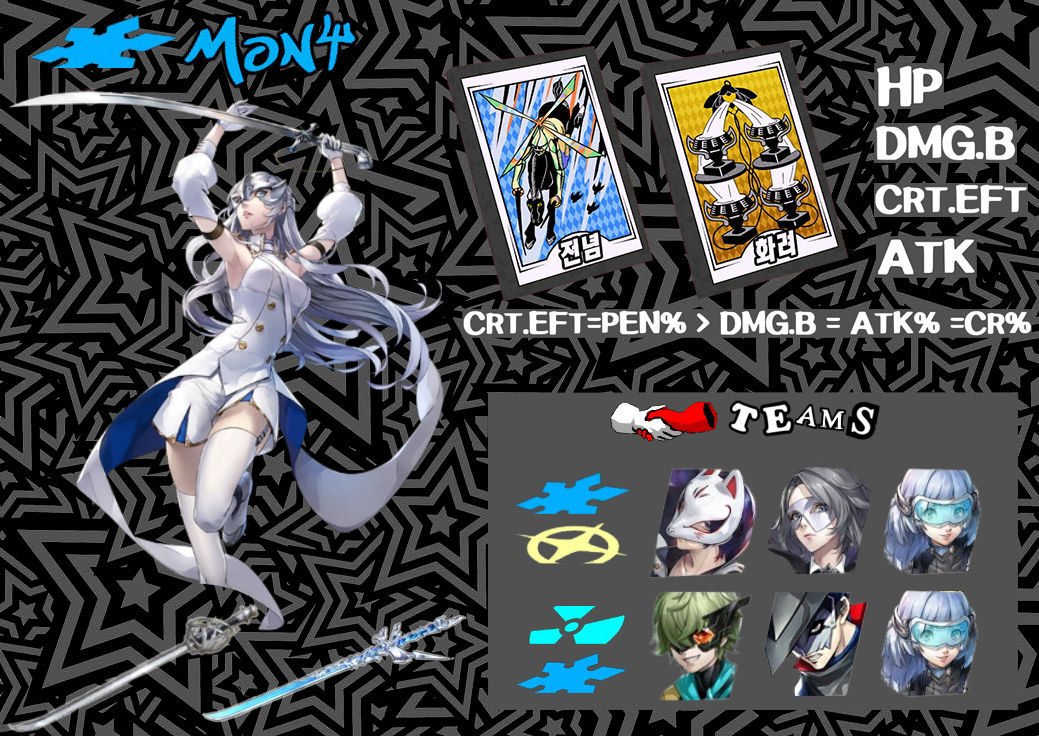 MON4
전념
화려
HP
DMG.B
CRT.EFT
ATK
CRT.EFT=PEN% > DMG.B = ATK% =CR%
TEAMS